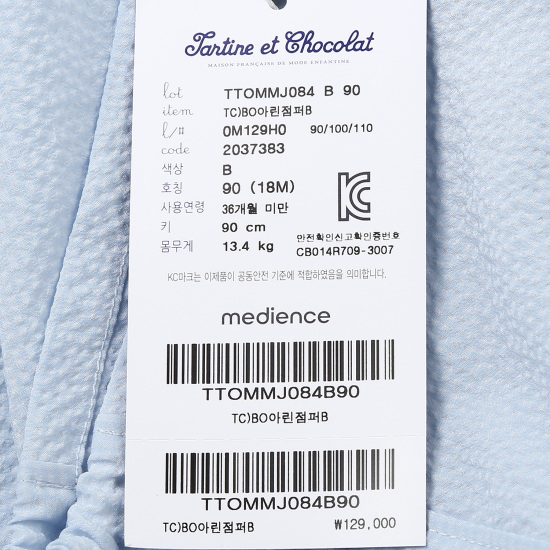 Tartine et Chocolat
MAISON FRANÇAISE DE MODE ENFANTINE
lot TTOMMJ084 B 90
item TC)BO아린점퍼B
l/# 0M129H0 90/100/110
code 2037383
색상 B
호칭 90 (18M)
사용연령 36개월 미만
키 90 cm
몸무게 13.4 kg
안전확인신고확인증번호
CB014R709-3007
KC마크는 이제품이 공동안전 기준에 적합하였음을 의미합니다.
medience
TTOMMJ084B90
TC)BO아린점퍼B
TTOMMJ084B90
TC)BO아린점퍼B ₩129,000